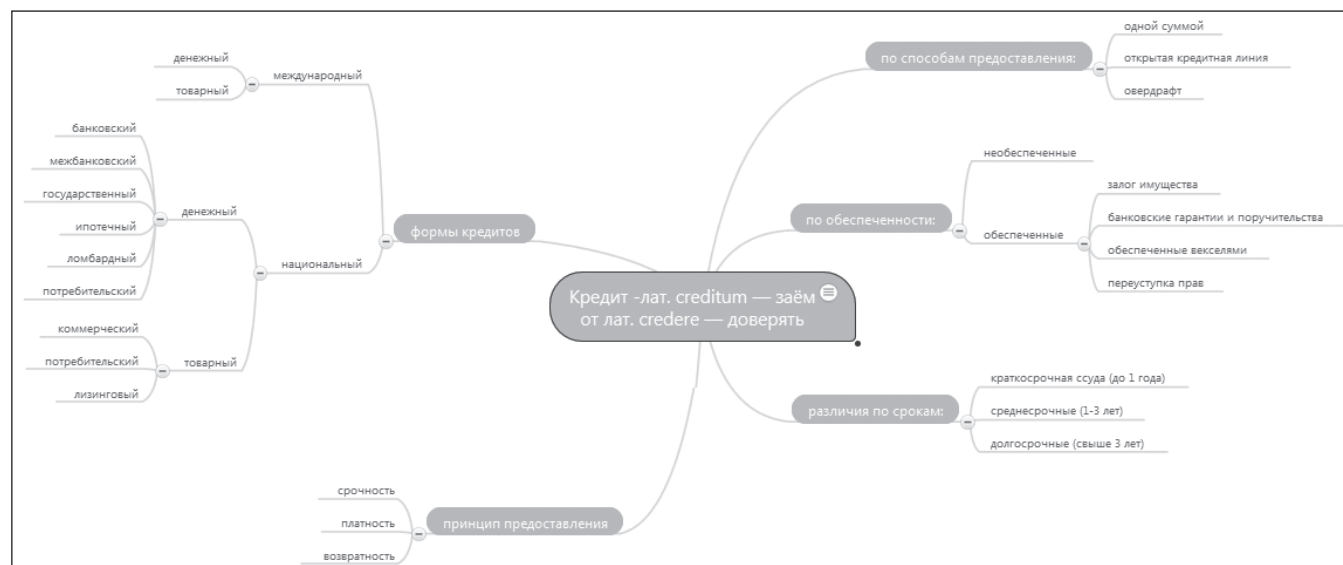 Кредит -лат. creditum — заём
от лат. credere — доверять
формы кредитов
международный
денежный
товарный
национальный
денежный
банковский
межбанковский
государственный
ипотечный
ломбардный
потребительский
товарный
коммерческий
потребительский
лизинговый
принцип предоставления
срочность
платность
возвратность
по способам предоставления:
одной суммой
открытая кредитная линия
овердрафт
по обеспеченности:
необеспеченные
обеспеченные
залог имущества
банковские гарантии и поручительства
обеспеченные векселями
переуступка прав
различия по срокам:
краткосрочная ссуда (до 1 года)
среднесрочные (1-3 лет)
долгосрочные (свыше 3 лет)